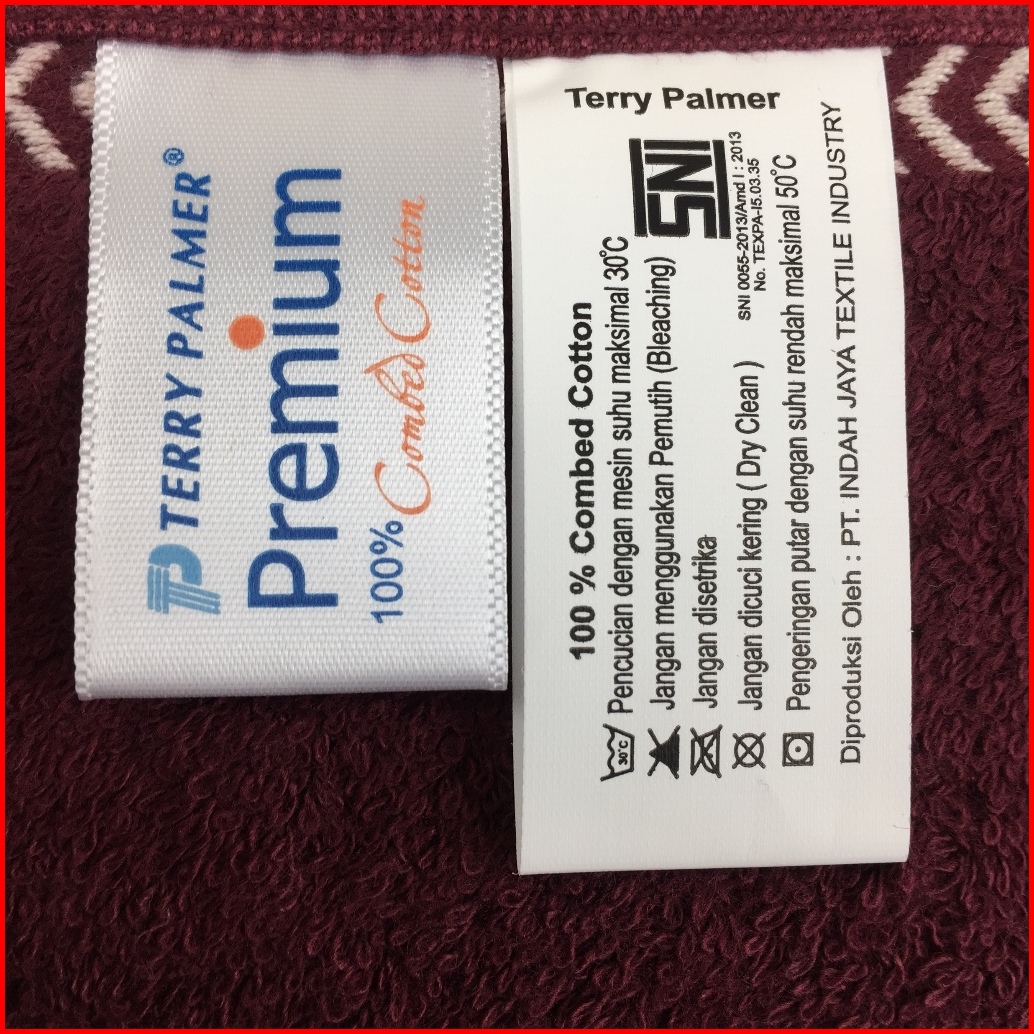 TERRY PALMER®
Premium
100% Combed Cotton
Terry Palmer
SNI
SNI 0055-2013/Amd I : 2013
No. TEXPA-I5.03.35
100 % Combed Cotton
30°C Pencucian dengan mesin suhu maksimal 30°C
Jangan menggunakan Pemutih (Bleaching)
Jangan disetrika
Jangan dicuci kering ( Dry Clean )
Pengeringan putar dengan suhu rendah maksimal 50°C
Diproduksi Oleh : PT. INDAH JAYA TEXTILE INDUSTRY